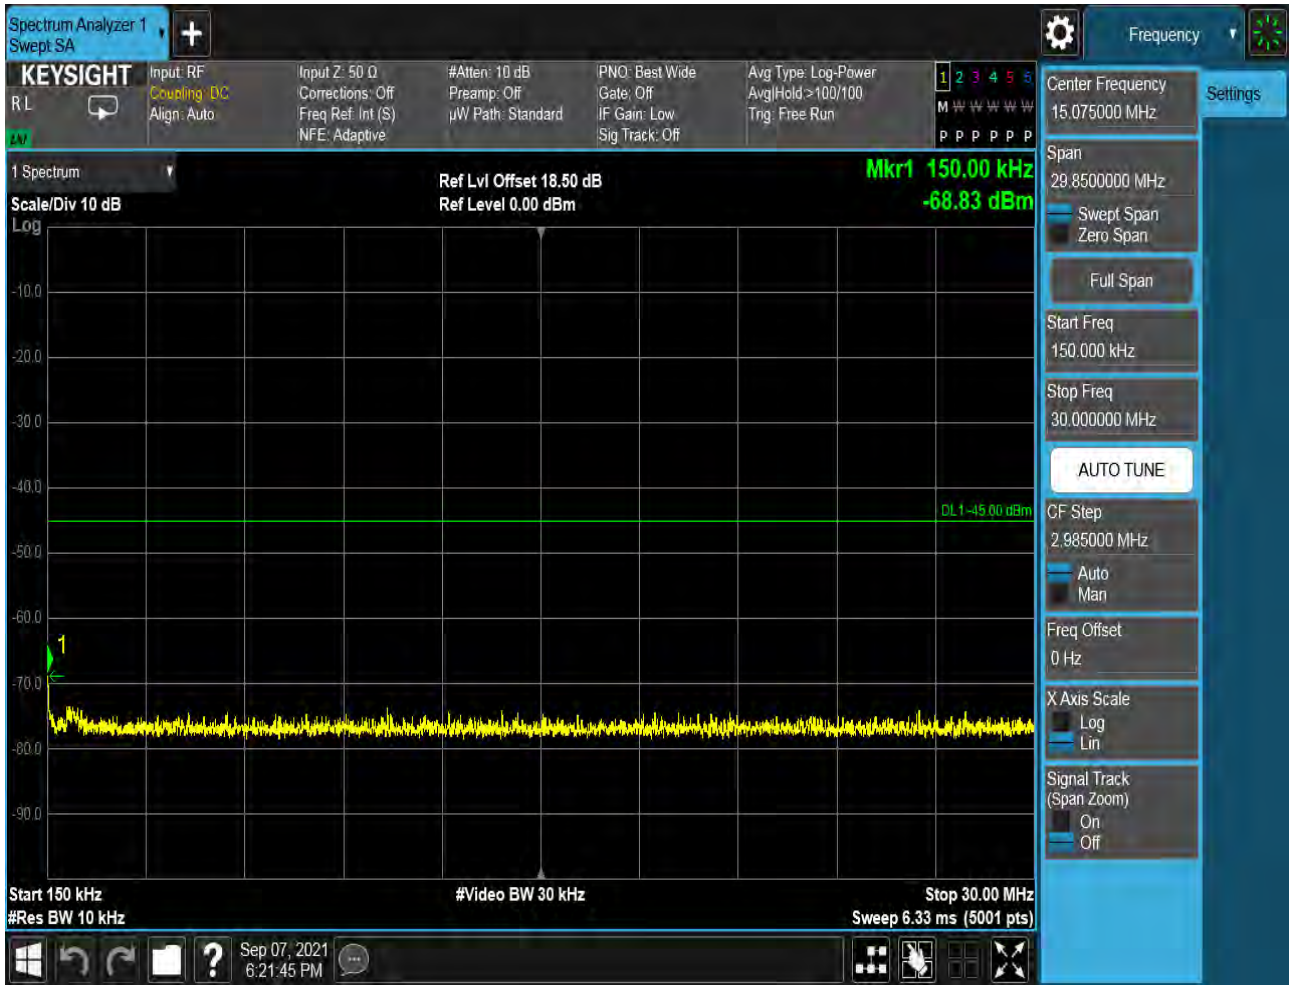 Spectrum Analyzer 1
Swept SA
Frequency
KEYSIGHT
R L
Input: RF
Coupling: DC
Align: Auto
Input Z: 50 Ω
Corrections: Off
Freq Ref: Int (S)
NFE: Adaptive
#Atten: 10 dB
Preamp: Off
µW Path: Standard
PNO: Best Wide
Gate: Off
IF Gain: Low
Sig Track: Off
Avg Type: Log-Power
Avg|Hold:>100/100
Trig: Free Run
1 2 3 4 5 6
M W W W W W
P P P P P P
1 Spectrum
Scale/Div 10 dB
Log
Ref Lvl Offset 18.50 dB
Ref Level 0.00 dBm
Mkr1 150.00 kHz
-68.83 dBm
-10.0
-20.0
-30.0
-40.0
DL1 -45.00 dBm
-50.0
-60.0
1
-70.0
-80.0
-90.0
Start 150 kHz
#Res BW 10 kHz
#Video BW 30 kHz
Stop 30.00 MHz
Sweep 6.33 ms (5001 pts)
Sep 07, 2021
6:21:45 PM
Center Frequency
15.075000 MHz
Settings
Span
29.8500000 MHz
Swept Span
Zero Span
Full Span
Start Freq
150.000 kHz
Stop Freq
30.000000 MHz
AUTO TUNE
CF Step
2.985000 MHz
Auto
Man
Freq Offset
0 Hz
X Axis Scale
Log
Lin
Signal Track
(Span Zoom)
On
Off